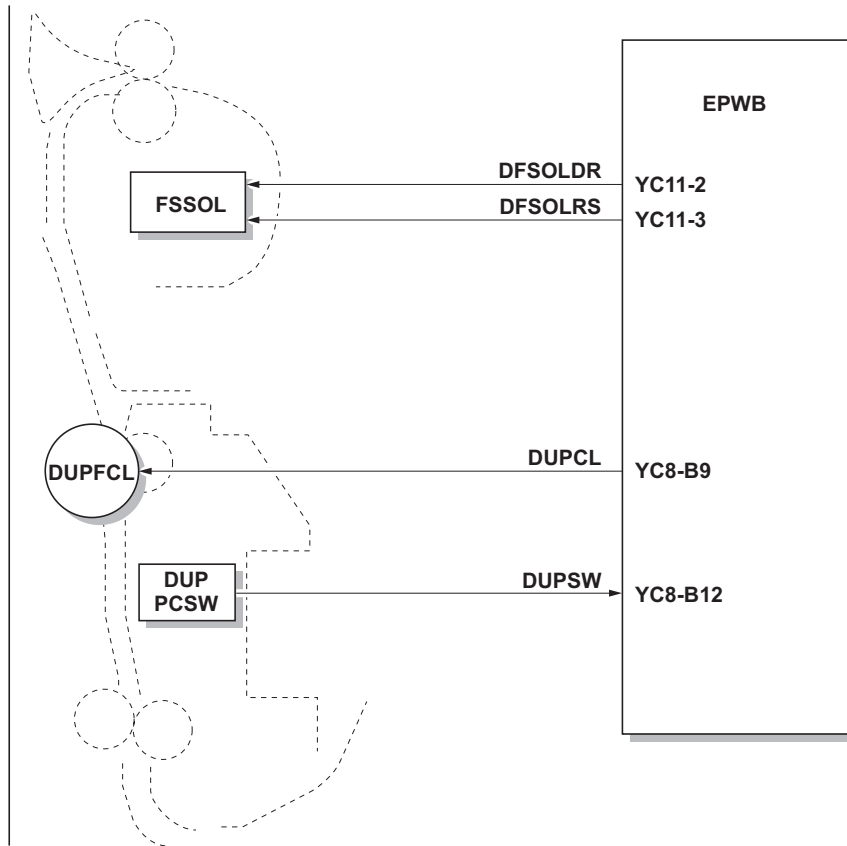 EPWB
DFSOLDR
YC11-2
FSSOL
DFSOLRS
YC11-3
DUPCL
DUPFCL
YC8-B9
DUP
PCSW
DUPSW
YC8-B12